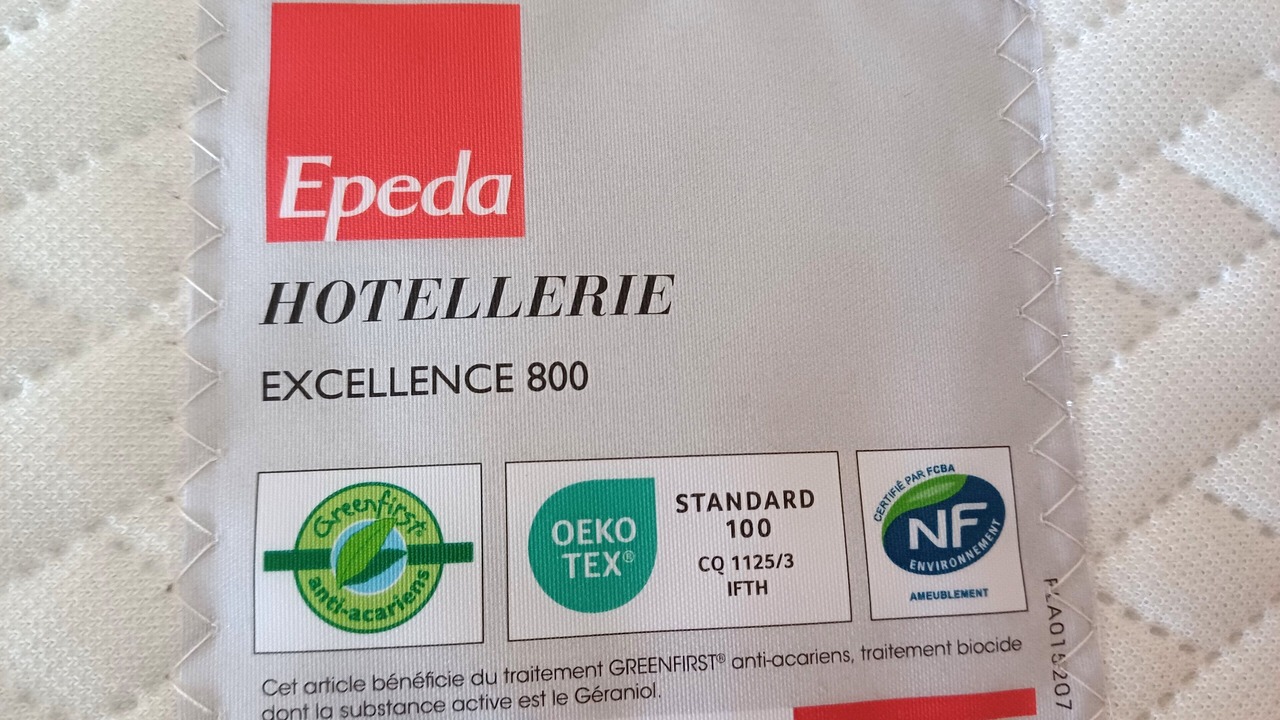 Epeda
HOTELLERIE
EXCELLENCE 800
Greenfirst®
anti-acariens
OEKO
TEX®
STANDARD
100
CQ 1125/3
IFTH
CERTIFIÉ PAR FCBA
NF
ENVIRONNEMENT
AMEUBLEMENT
Cet article bénéficie du traitement GREENFIRST® anti-acariens, traitement biocide
dont la substance active est le Géraniol.